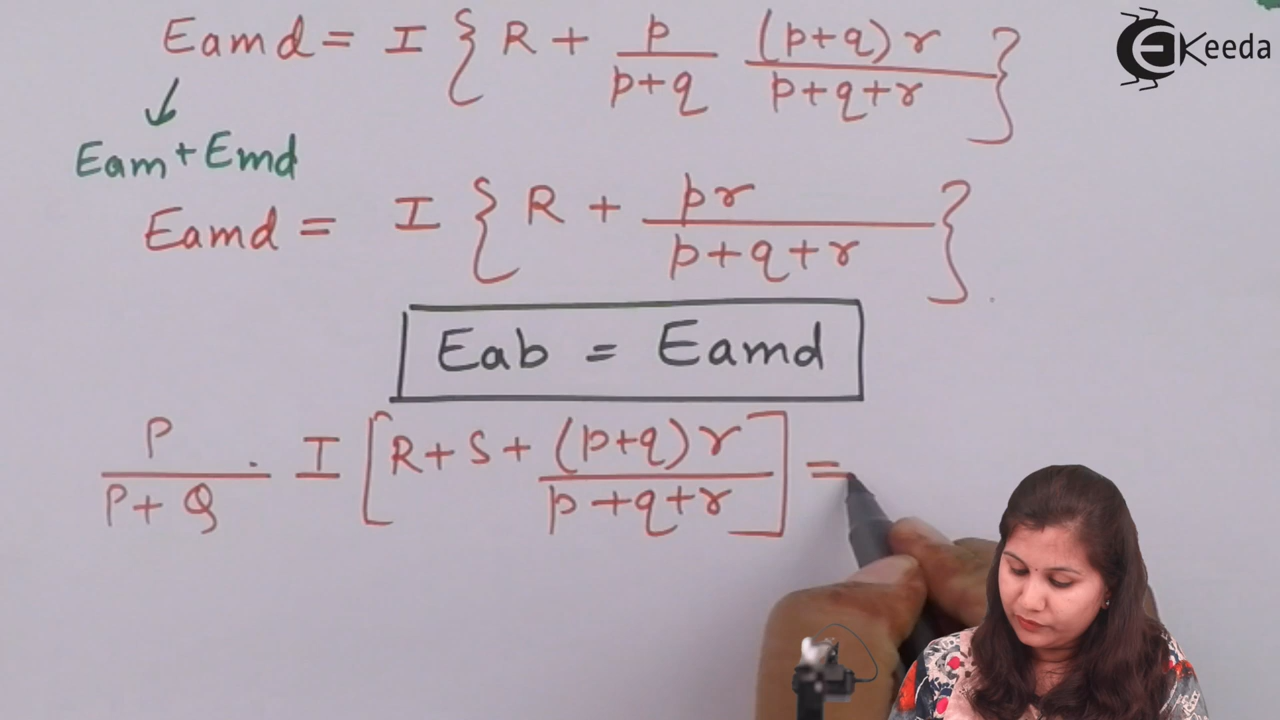 Eamd = I { R + p/(p+q) (p+q)r/(p+q+r) }
EKeeda
Eam + Emd
Eamd = I { R + pr/(p+q+r) }
Eab = Eamd
P/(P+Q) . I [ R+S+ (p+q)r/(p+q+r) ] =